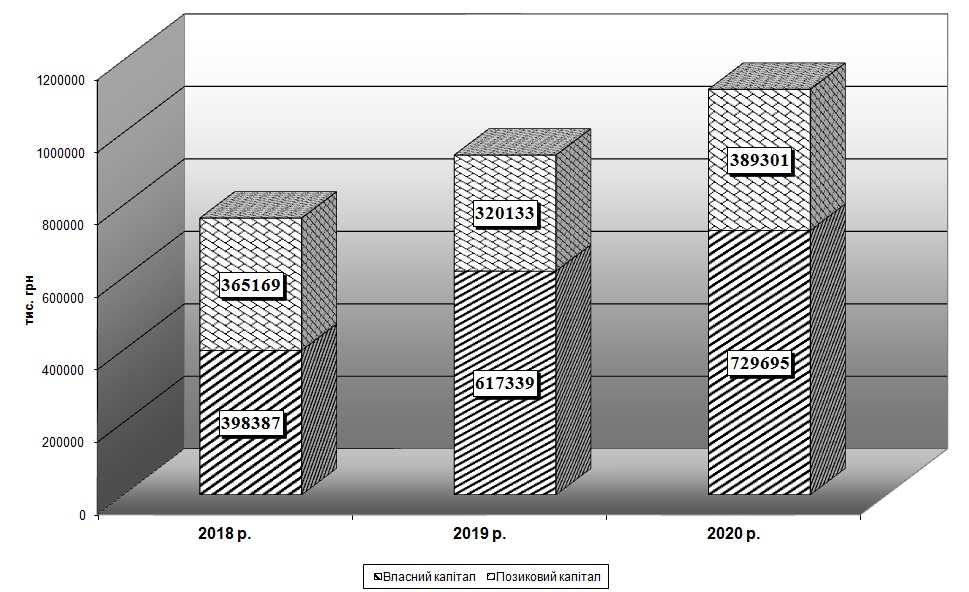 1200000
1000000
800000
600000
400000
200000
0
тис. грн
365169
398387
320133
617339
389301
729695
2018 р.
2019 р.
2020 р.
Власний капітал
Позиковий капітал